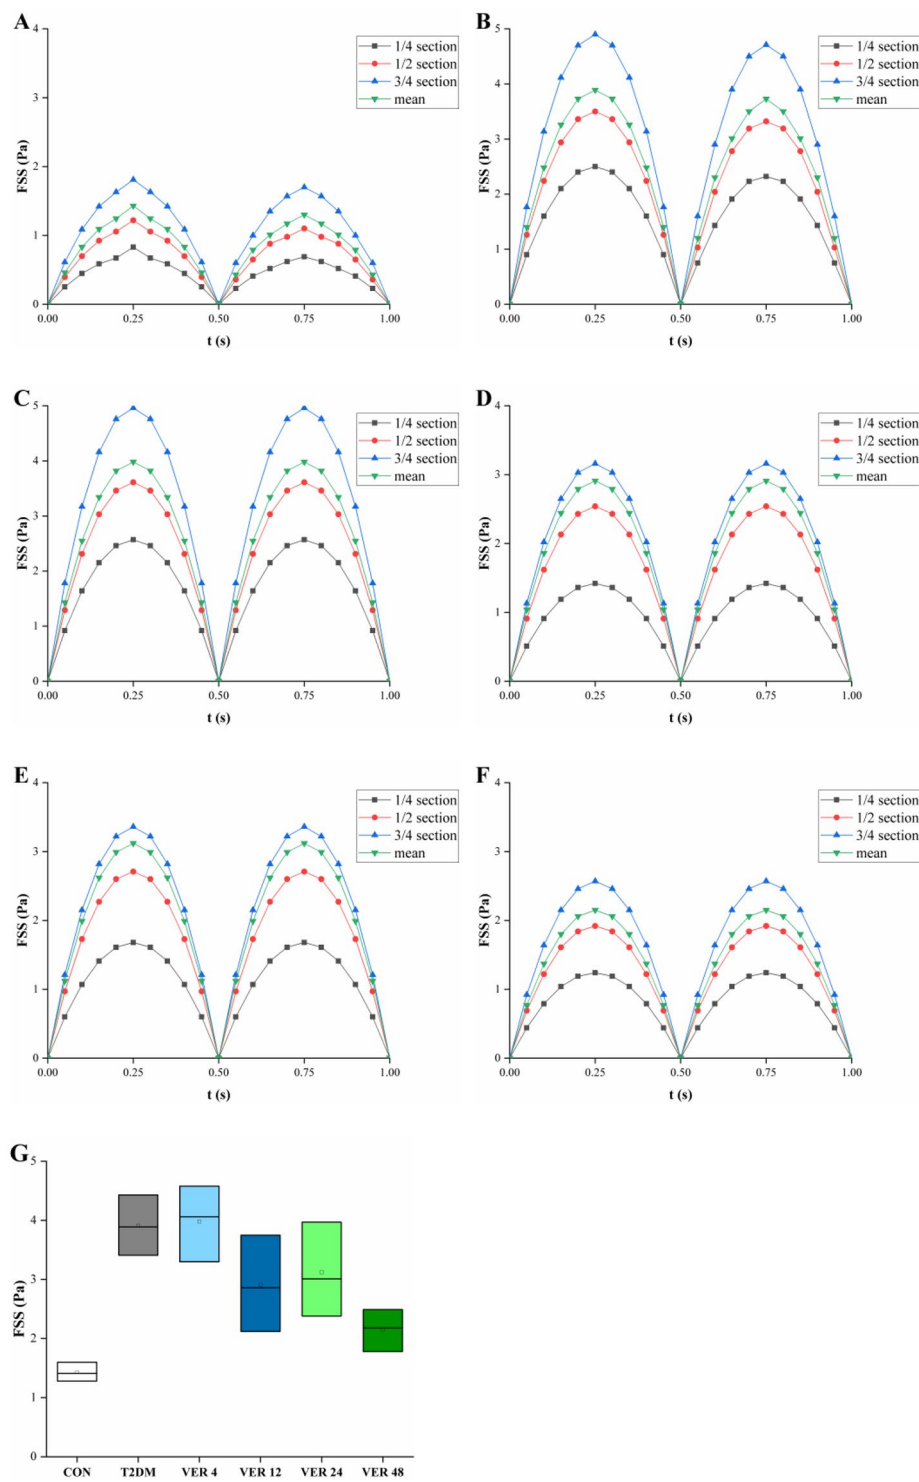 A
FSS (Pa)
4
3
2
1
0
0.00 0.25 0.50 0.75 1.00
t (s)
1/4 section
1/2 section
3/4 section
mean
B
FSS (Pa)
5
4
3
2
1
0
0.00 0.25 0.50 0.75 1.00
t (s)
1/4 section
1/2 section
3/4 section
mean
C
FSS (Pa)
5
4
3
2
1
0
0.00 0.25 0.50 0.75 1.00
t (s)
1/4 section
1/2 section
3/4 section
mean
D
FSS (Pa)
4
3
2
1
0
0.00 0.25 0.50 0.75 1.00
t (s)
1/4 section
1/2 section
3/4 section
mean
E
FSS (Pa)
4
3
2
1
0
0.00 0.25 0.50 0.75 1.00
t (s)
1/4 section
1/2 section
3/4 section
mean
F
FSS (Pa)
4
3
2
1
0
0.00 0.25 0.50 0.75 1.00
t (s)
1/4 section
1/2 section
3/4 section
mean
G
FSS (Pa)
5
4
3
2
1
0
CON T2DM VER 4 VER 12 VER 24 VER 48